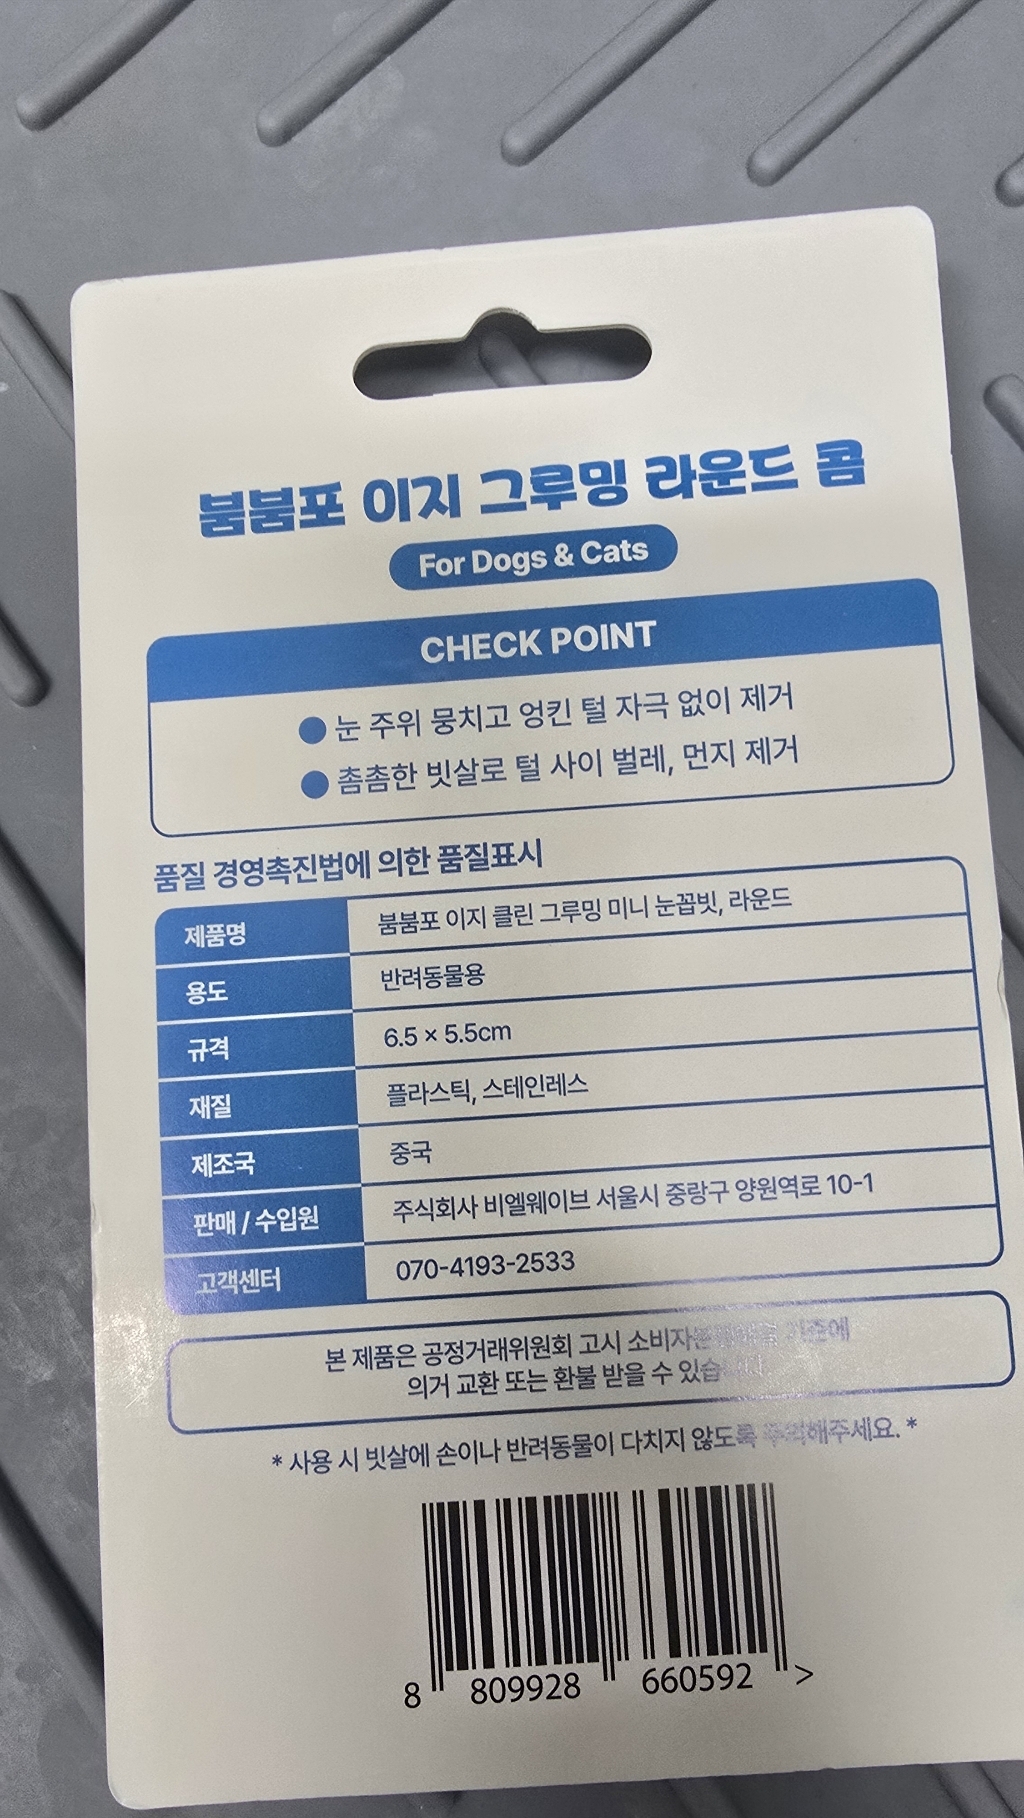 붐붐포 이지 그루밍 라운드 콤
For Dogs & Cats
CHECK POINT
● 눈 주위 뭉치고 엉킨 털 자극 없이 제거
● 촘촘한 빗살로 털 사이 벌레, 먼지 제거
품질 경영촉진법에 의한 품질표시
제품명 붐붐포 이지 클린 그루밍 미니 눈꼽빗, 라운드
용도 반려동물용
규격 6.5 × 5.5cm
재질 플라스틱, 스테인레스
제조국 중국
판매 / 수입원 주식회사 비엘웨이브 서울시 중랑구 양원역로 10-1
고객센터 070-4193-2533
본 제품은 공정거래위원회 고시 기준에
의거 교환 또는 환불 받을 수
* 사용 시 빗살에 손이나 반려동물이 다치지 않도록 주의해주세요. *
8 809928 660592 >